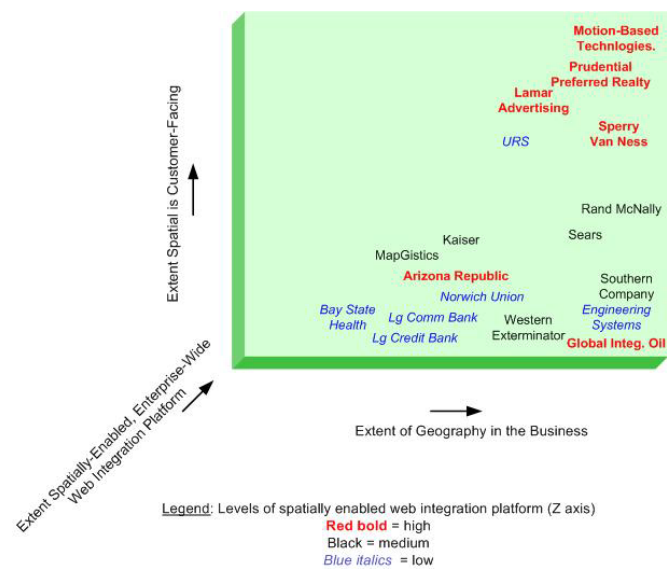 Motion-Based
Technlogies.
Prudential
Preferred Realty
Lamar
Advertising
Sperry
Van Ness
URS
Rand McNally
Sears
Kaiser
MapGistics
Arizona Republic
Southern
Company
Norwich Union
Bay State
Health
Lg Comm Bank
Engineering
Systems
Western
Exterminator
Lg Credit Bank
Global Integ. Oil
Extent Spatial is Customer-Facing
Extent Spatially-Enabled, Enterprise-Wide
Web Integration Platform
Extent of Geography in the Business
Legend: Levels of spatially enabled web integration platform (Z axis)
Red bold = high
Black = medium
Blue italics = low